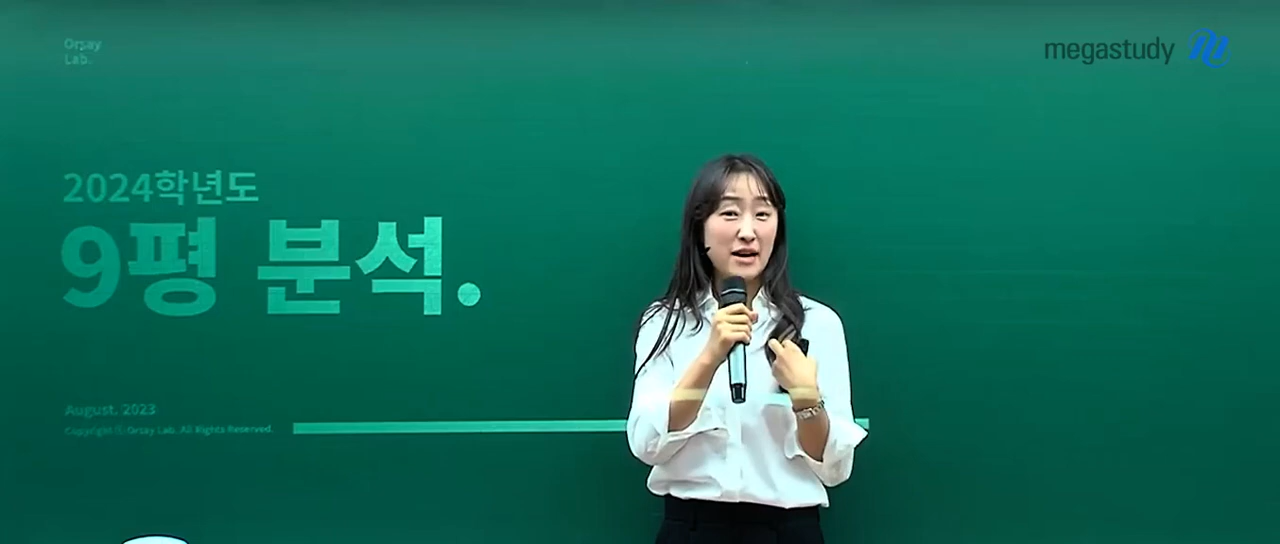 Orsay
Lab.
megastudy
2024학년도
9평 분석.
August. 2023
Copyright ⓒ Orsay Lab. All Rights Reserved.